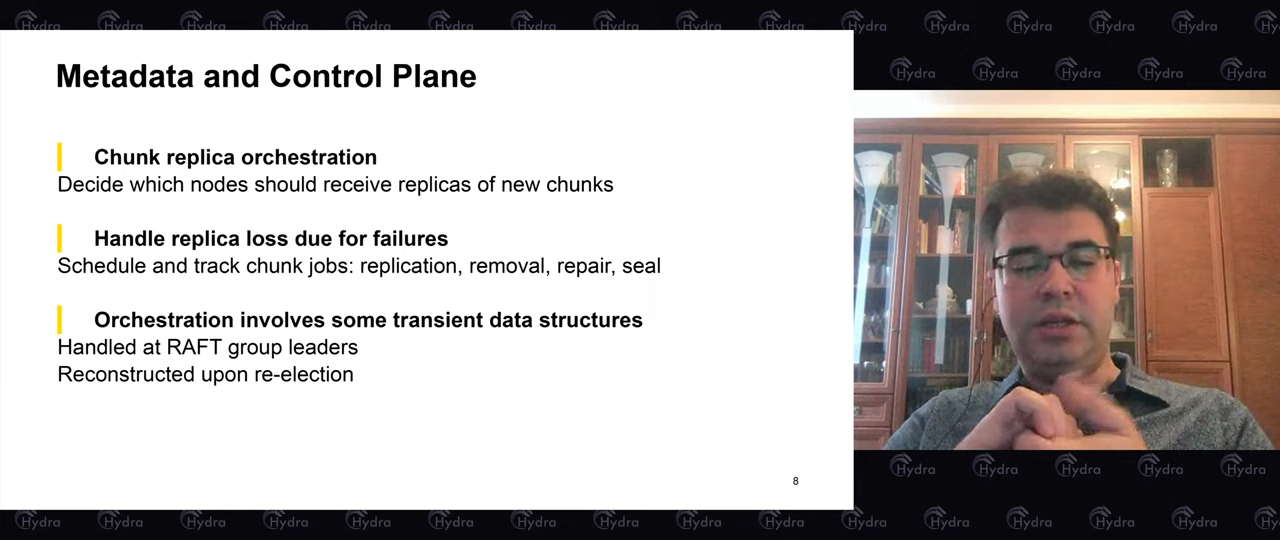 Metadata and Control Plane
Chunk replica orchestration
Decide which nodes should receive replicas of new chunks
Handle replica loss due for failures
Schedule and track chunk jobs: replication, removal, repair, seal
Orchestration involves some transient data structures
Handled at RAFT group leaders
Reconstructed upon re-election
8
Hydra